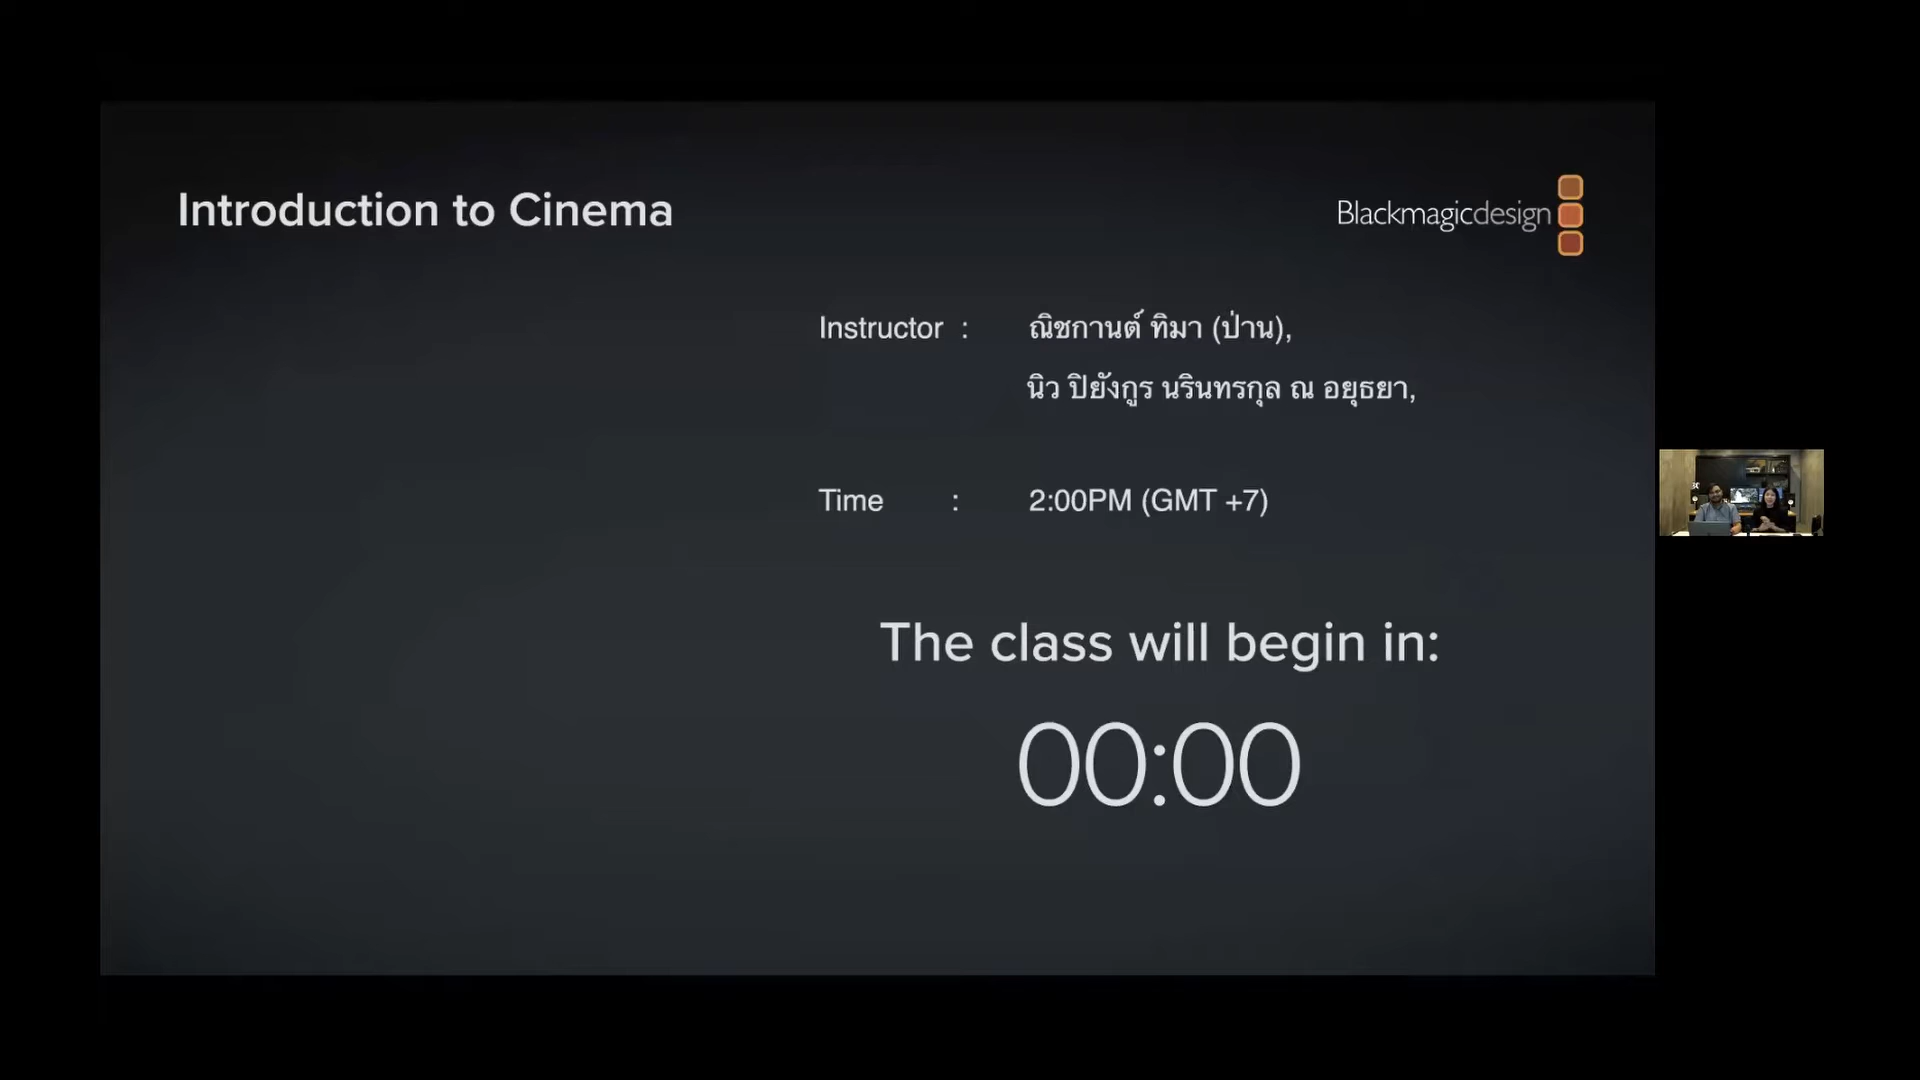 Introduction to Cinema
Blackmagicdesign
Instructor : ณิชกานต์ ทิมา (ป่าน),
นิว ปิยังกูร นรินทรกุล ณ อยุธยา,
Time : 2:00PM (GMT +7)
The class will begin in:
00:00